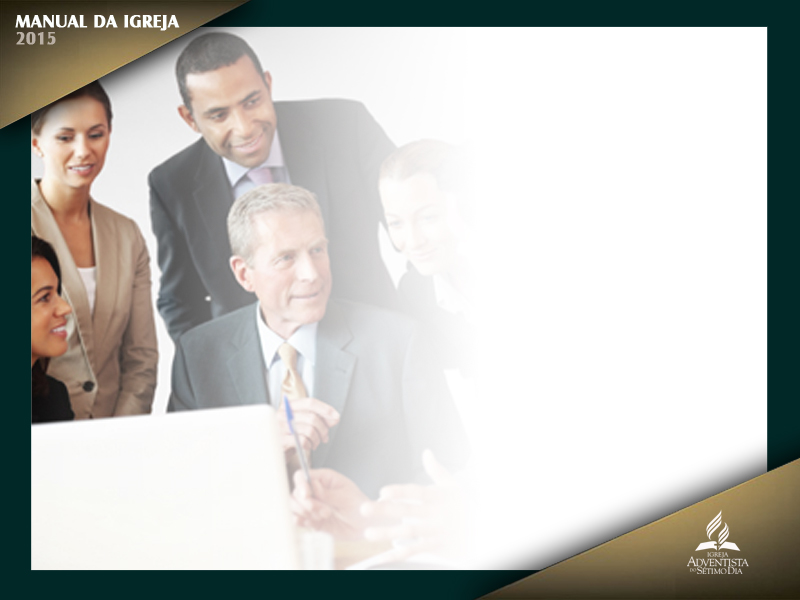 MANUAL DA IGREJA
2015
IGREJA
ADVENTISTA
DO SÉTIMO DIA